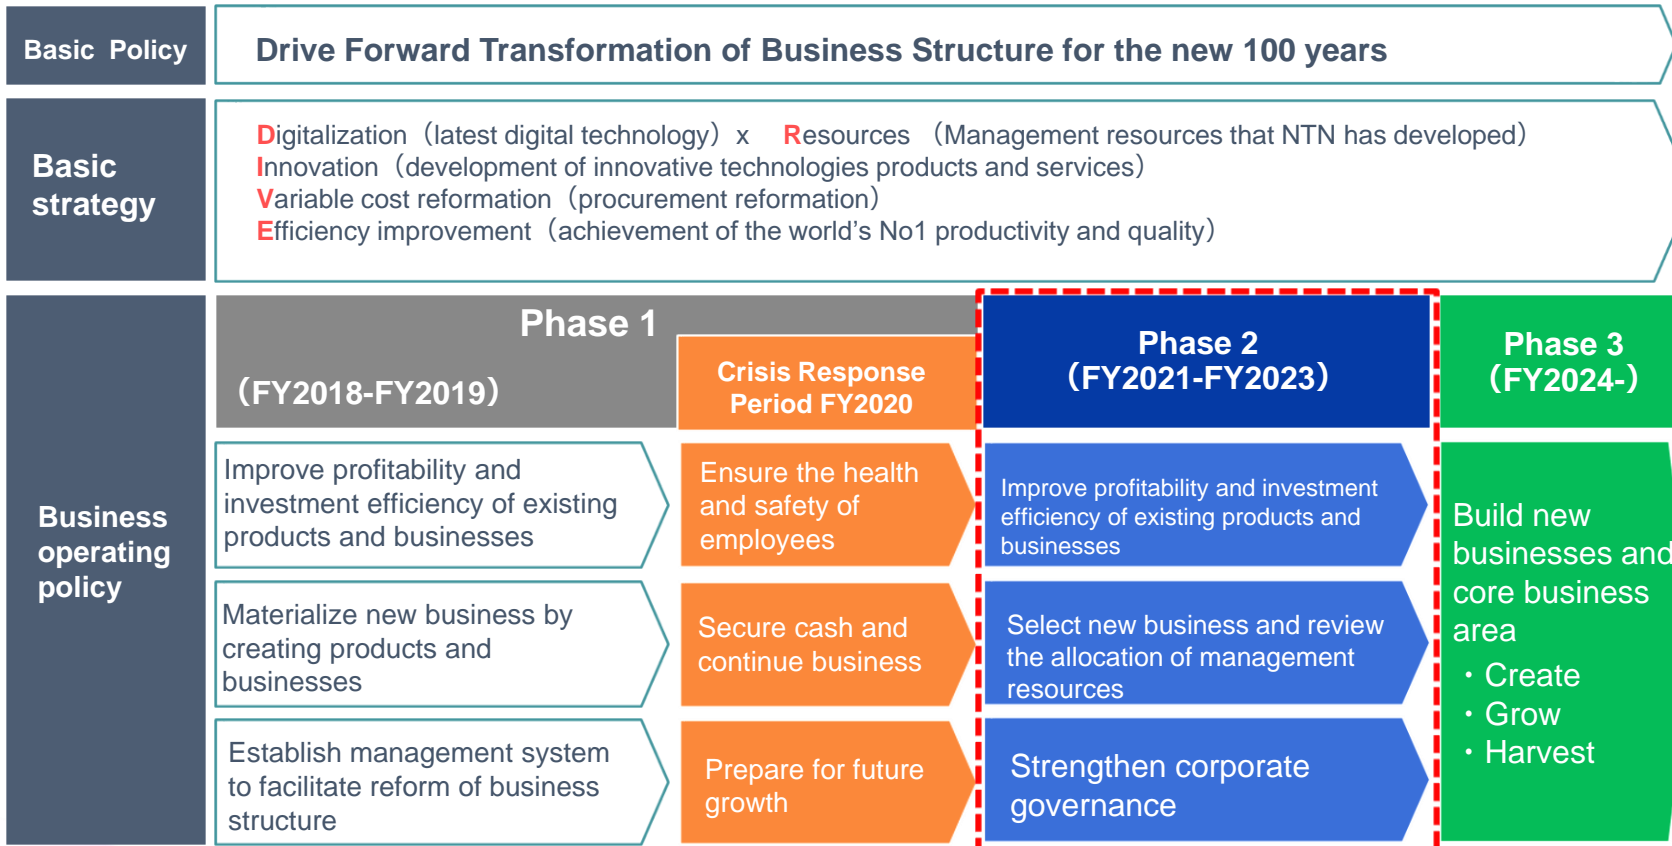 Basic Policy
Drive Forward Transformation of Business Structure for the new 100 years
Basic
strategy
Digitalization（latest digital technology）x Resources （Management resources that NTN has developed）
Innovation（development of innovative technologies products and services）
Variable cost reformation（procurement reformation）
Efficiency improvement（achievement of the world’s No1 productivity and quality）
Business
operating
policy
Phase 1
（FY2018-FY2019）
Crisis Response
Period FY2020
Phase 2
（FY2021-FY2023）
Phase 3
（FY2024-）
Improve profitability and
investment efficiency of existing
products and businesses
Ensure the health
and safety of
employees
Improve profitability and investment
efficiency of existing products and
businesses
Materialize new business by
creating products and
businesses
Secure cash and
continue business
Select new business and review
the allocation of management
resources
Establish management system
to facilitate reform of business
structure
Prepare for future
growth
Strengthen corporate
governance
Build new
businesses and
core business
area
・Create
・Grow
・Harvest